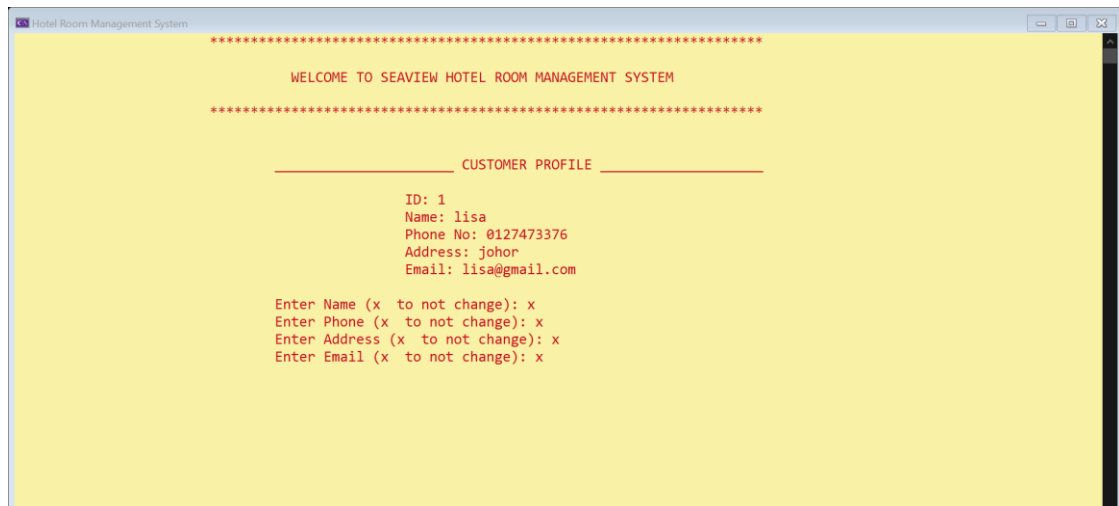 Hotel Room Management System
********************************************************************
WELCOME TO SEAVIEW HOTEL ROOM MANAGEMENT SYSTEM
********************************************************************
______________________ CUSTOMER PROFILE ____________________
ID: 1
Name: lisa
Phone No: 0127473376
Address: johor
Email: lisa@gmail.com
Enter Name (x  to not change): x
Enter Phone (x  to not change): x
Enter Address (x  to not change): x
Enter Email (x  to not change): x